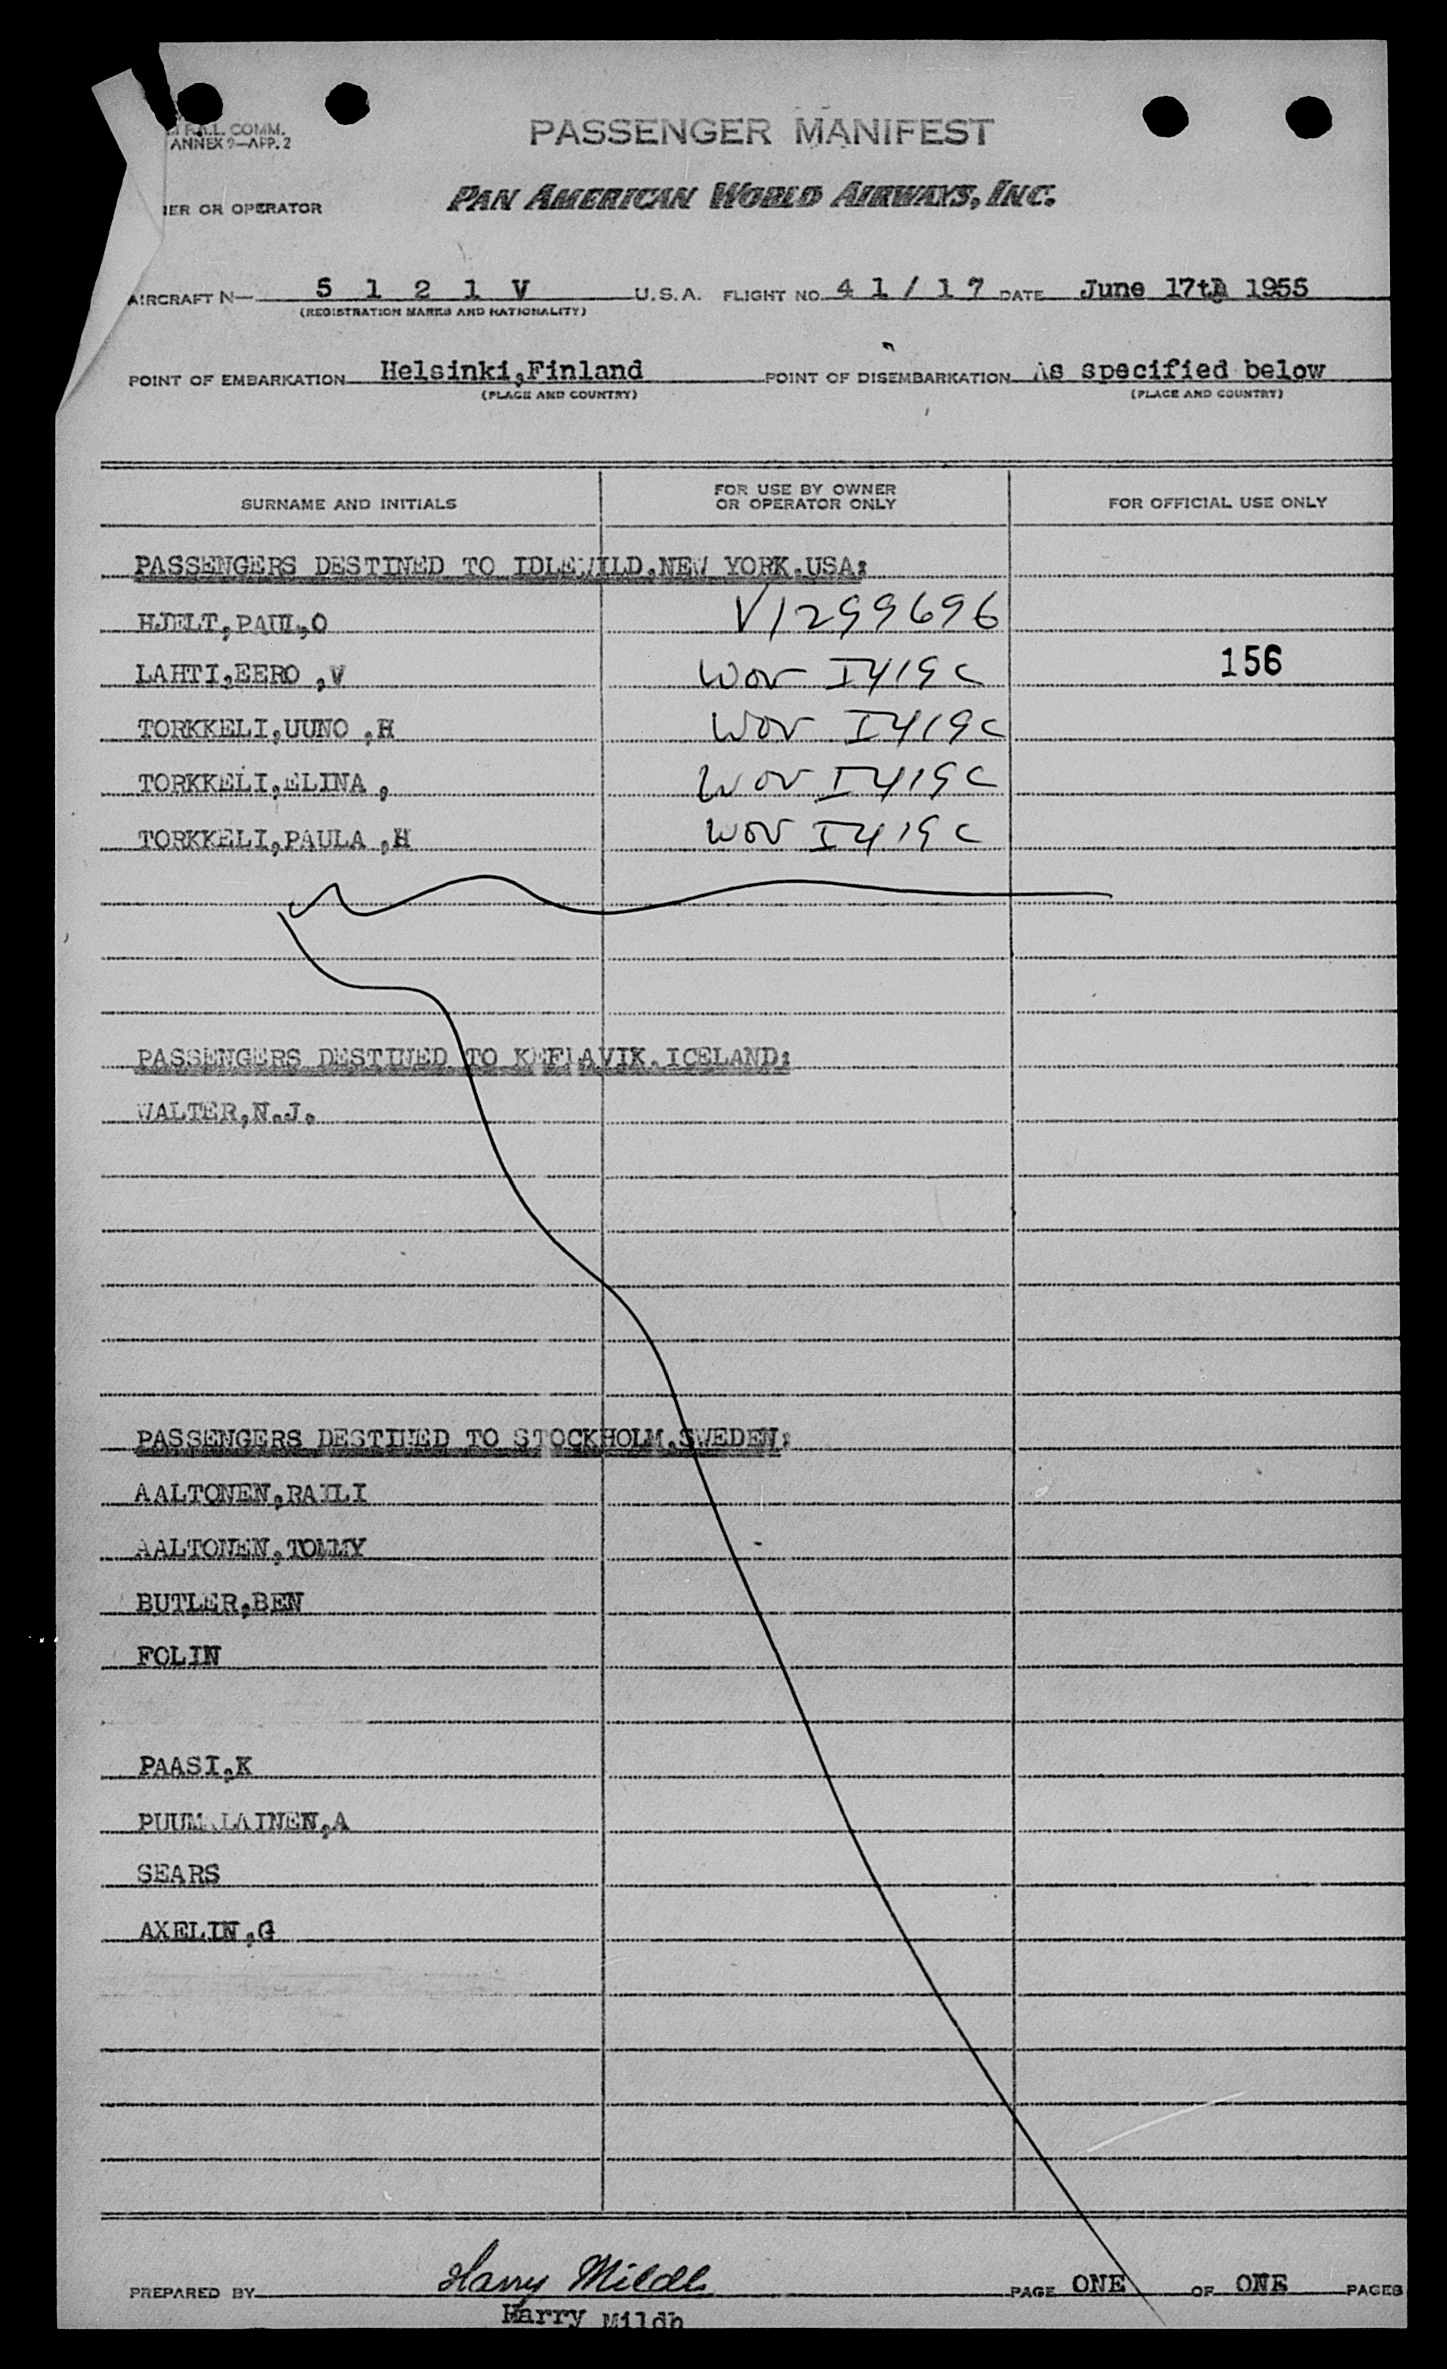 R.A.L. COMM.
ANNEX 9—APP. 2
PASSENGER MANIFEST
IER OR OPERATOR
PAN AMERICAN WORLD AIRWAYS, INC.
AIRCRAFT N— 5 1 2 1 V U.S.A. FLIGHT NO. 4 1 / 1 7 DATE June 17th 1955
(REGISTRATION MARKS AND NATIONALITY)
POINT OF EMBARKATION Helsinki,Finland POINT OF DISEMBARKATION As specified below
(PLACE AND COUNTRY) (PLACE AND COUNTRY)
SURNAME AND INITIALS FOR USE BY OWNER OR OPERATOR ONLY FOR OFFICIAL USE ONLY
PASSENGERS DESTINED TO IDLEWILD,NEW YORK.USA:
HJELT,PAUL,O V1299696
LAHTI,EERO ,V Wov I419c 156
TORKKELI,UUNO ,H Wov I419c
TORKKELI,ELINA , Wov I419c
TORKKELI,PAULA ,H Wov I419c
PASSENGERS DESTINED TO KEFLAVIK.ICELAND:
WALTER,N.J.
PASSENGERS DESTINED TO STOCKHOLM.SWEDEN:
AALTONEN,RAILI
AALTONEN,TOMMY
BUTLER,BEN
FOLIN
PAASI,K
PUUMALAINEN,A
SEARS
AXELIN,G
PREPARED BY Harry Mildh PAGE ONE OF ONE PAGES
Harry Mildh